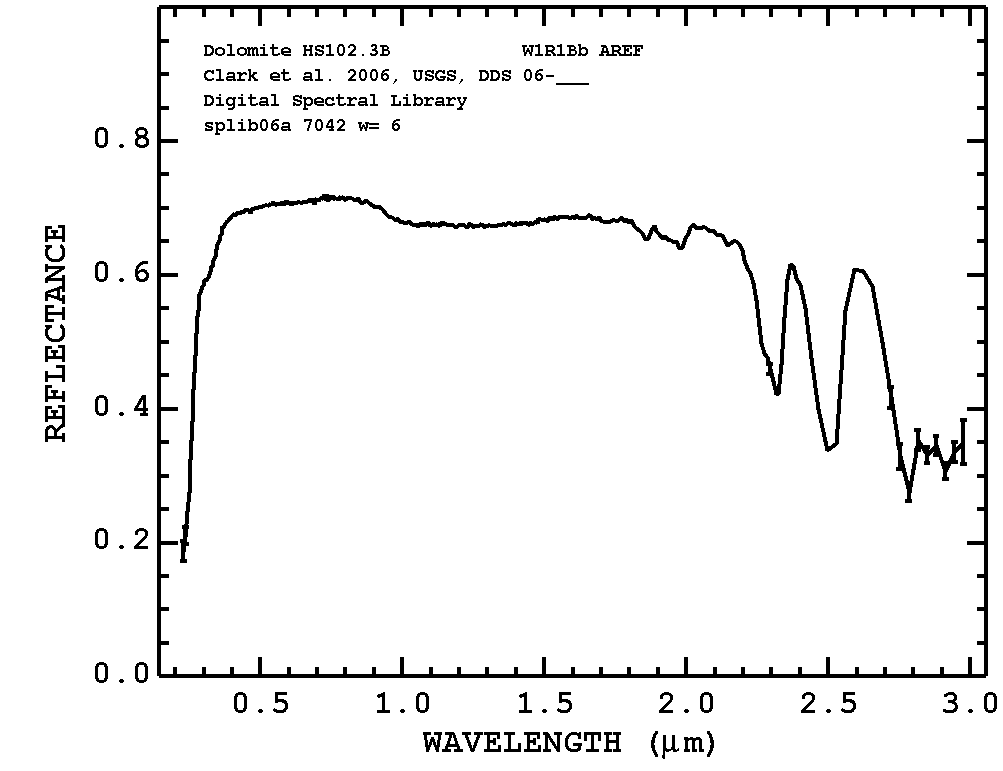 Dolomite HS102.3B W1R1Bb AREF
Clark et al. 2006, USGS, DDS 06-___
Digital Spectral Library
splib06a 7042 w= 6
0.8
0.6
0.4
0.2
0.0
REFLECTANCE
0.5 1.0 1.5 2.0 2.5 3.0
WAVELENGTH (μm)